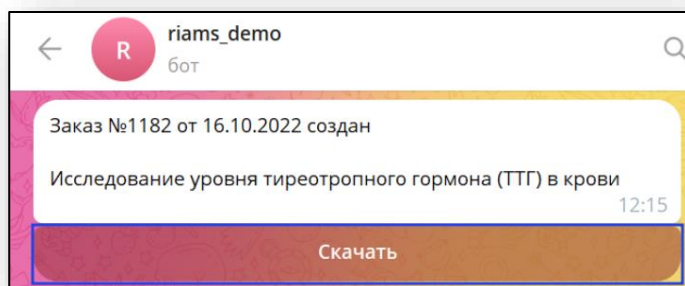 riams_demo
R
бот
Заказ №1182 от 16.10.2022 создан
Исследование уровня тиреотропного гормона (ТТГ) в крови
12:15
Скачать